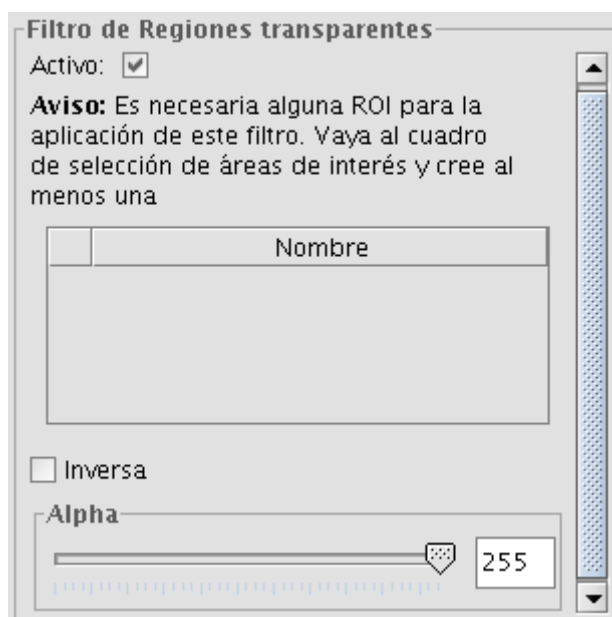 Filtro de Regiones transparentes
Activo:
Aviso: Es necesaria alguna ROI para la
aplicación de este filtro. Vaya al cuadro
de selección de áreas de interés y cree al
menos una
Nombre
Inversa
Alpha
255